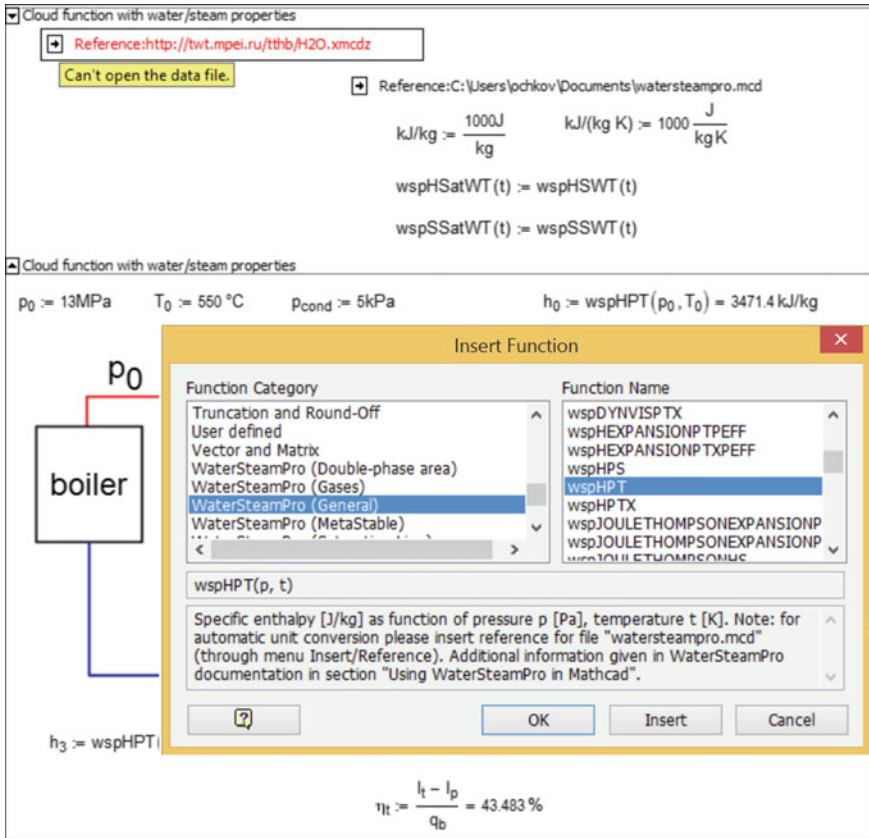 Cloud function with water/steam properties
Reference:http://twt.mpei.ru/tthb/H2O.xmcdz
Can't open the data file.
Reference:C:\Users\ochkov\Documents\watersteampro.mcd
kJ/kg := 1000J/kg kJ/(kg K) := 1000 J/(kg K)
wspHSatWT(t) := wspHSWT(t)
wspSSatWT(t) := wspSSWT(t)
Cloud function with water/steam properties
p0 := 13MPa T0 := 550 °C pcond := 5kPa h0 := wspHPT(p0, T0) = 3471.4 kJ/kg
p0
boiler
Insert Function
Function Category
Truncation and Round-Off
User defined
Vector and Matrix
WaterSteamPro (Double-phase area)
WaterSteamPro (Gases)
WaterSteamPro (General)
WaterSteamPro (MetaStable)
Function Name
wspDYNVISPTX
wspHEXPANSIONPTPEFF
wspHEXPANSIONPTXPEFF
wspHPS
wspHPT
wspHPTX
wspJOULETHOMPSONEXPANSIONP
wspJOULETHOMPSONEXPANSIONP
wspJOULETHOMPSONHS
wspHPT(p, t)
Specific enthalpy [J/kg] as function of pressure p [Pa], temperature t [K]. Note: for
automatic unit conversion please insert reference for file "watersteampro.mcd"
(through menu Insert/Reference). Additional information given in WaterSteamPro
documentation in section "Using WaterSteamPro in Mathcad".
OK Insert Cancel
h3 := wspHPT(
ηt := (lt − lp)/qb = 43.483 %